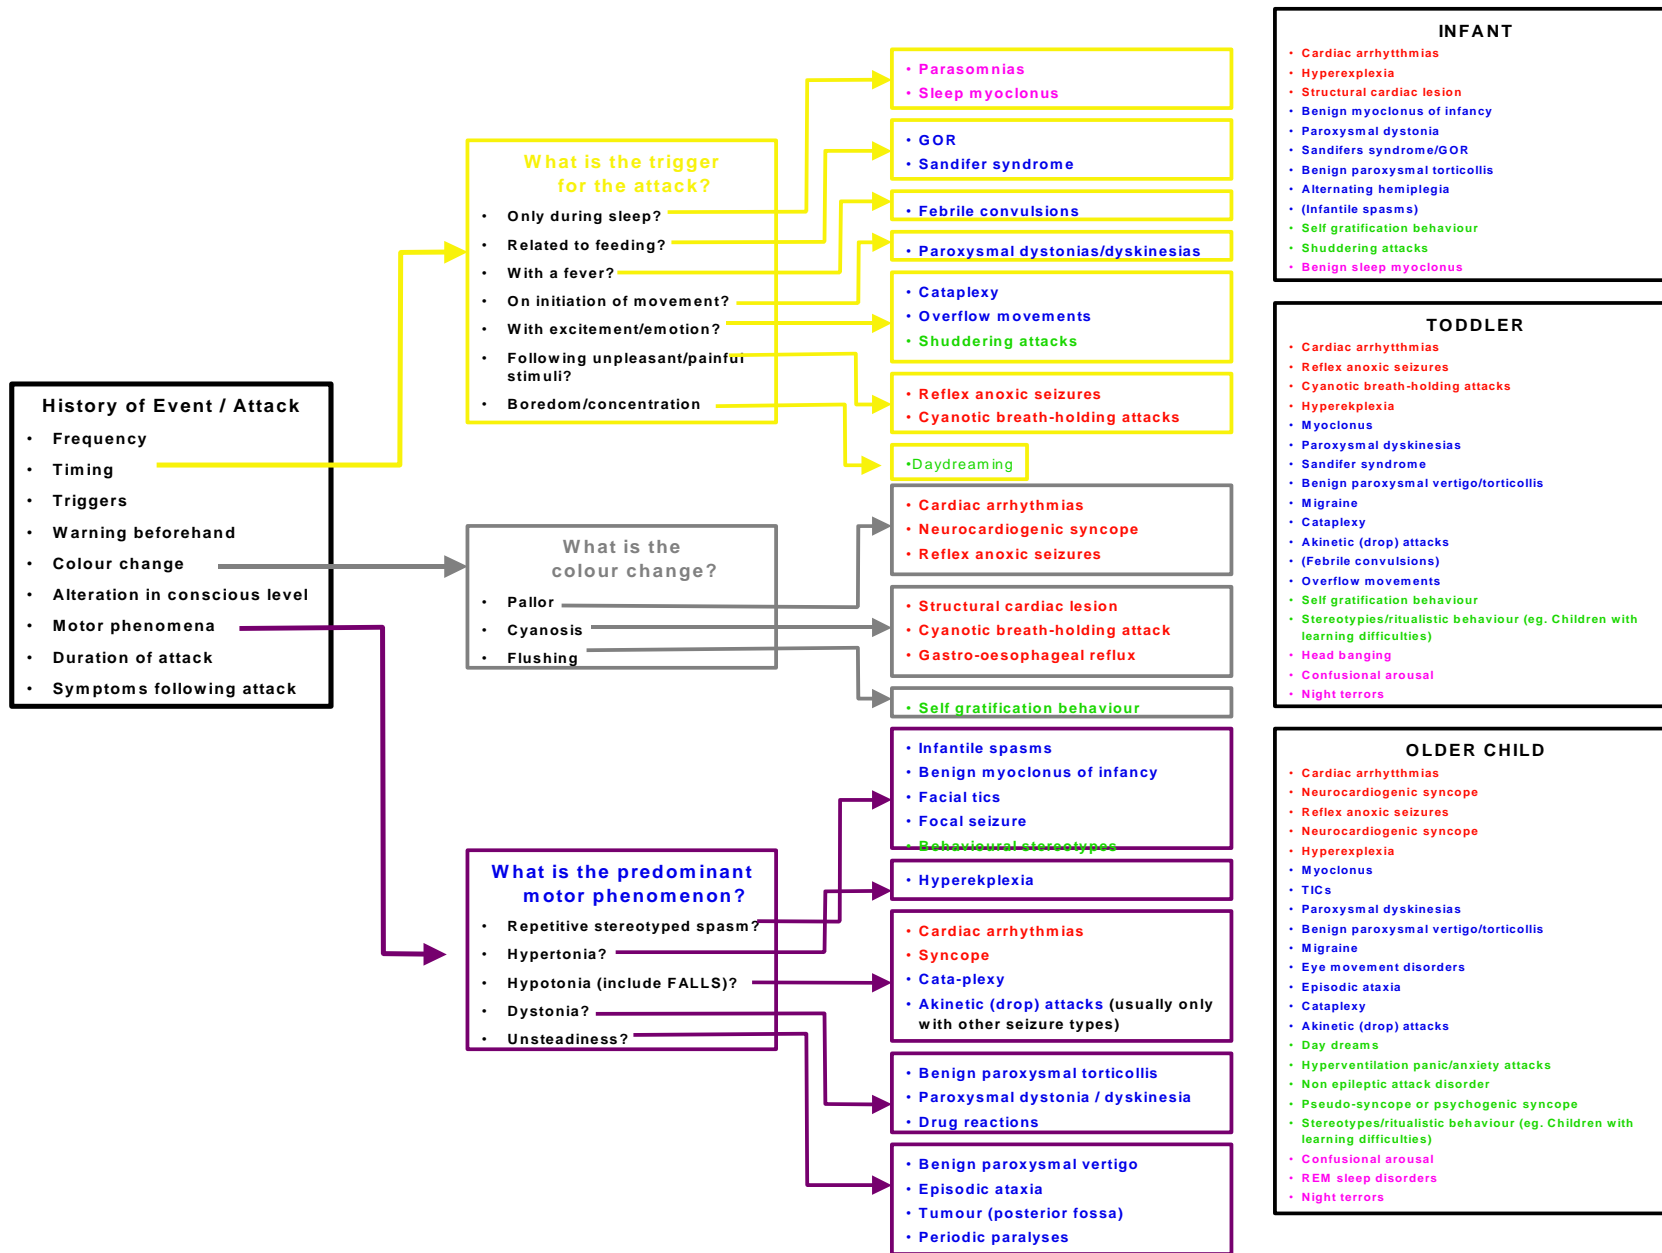 History of Event / Attack
• Frequency
• Timing
• Triggers
• Warning beforehand
• Colour change
• Alteration in conscious level
• Motor phenomena
• Duration of attack
• Symptoms following attack
What is the trigger
for the attack?
• Only during sleep?
• Related to feeding?
• With a fever?
• On initiation of movement?
• With excitement/emotion?
• Following unpleasant/painful
stimuli?
• Boredom/concentration
What is the
colour change?
• Pallor
• Cyanosis
• Flushing
What is the predominant
motor phenomenon?
• Repetitive stereotyped spasm?
• Hypertonia?
• Hypotonia (include FALLS)?
• Dystonia?
• Unsteadiness?
• Parasomnias
• Sleep myoclonus
• GOR
• Sandifer syndrome
• Febrile convulsions
• Paroxysmal dystonias/dyskinesias
• Cataplexy
• Overflow movements
• Shuddering attacks
• Reflex anoxic seizures
• Cyanotic breath-holding attacks
•Daydreaming
• Cardiac arrhythmias
• Neurocardiogenic syncope
• Reflex anoxic seizures
• Structural cardiac lesion
• Cyanotic breath-holding attack
• Gastro-oesophageal reflux
• Self gratification behaviour
• Infantile spasms
• Benign myoclonus of infancy
• Facial tics
• Focal seizure
• Behavioural stereotypes
• Hyperekplexia
• Cardiac arrhythmias
• Syncope
• Cata-plexy
• Akinetic (drop) attacks (usually only
with other seizure types)
• Benign paroxysmal torticollis
• Paroxysmal dystonia / dyskinesia
• Drug reactions
• Benign paroxysmal vertigo
• Episodic ataxia
• Tumour (posterior fossa)
• Periodic paralyses
INFANT
• Cardiac arrhytthmias
• Hyperexplexia
• Structural cardiac lesion
• Benign myoclonus of infancy
• Paroxysmal dystonia
• Sandifers syndrome/GOR
• Benign paroxysmal torticollis
• Alternating hemiplegia
• (Infantile spasms)
• Self gratification behaviour
• Shuddering attacks
• Benign sleep myoclonus
TODDLER
• Cardiac arrhytthmias
• Reflex anoxic seizures
• Cyanotic breath-holding attacks
• Hyperekplexia
• Myoclonus
• Paroxysmal dyskinesias
• Sandifer syndrome
• Benign paroxysmal vertigo/torticollis
• Migraine
• Cataplexy
• Akinetic (drop) attacks
• (Febrile convulsions)
• Overflow movements
• Self gratification behaviour
• Stereotypies/ritualistic behaviour (eg. Children with
learning difficulties)
• Head banging
• Confusional arousal
• Night terrors
OLDER CHILD
• Cardiac arrhytthmias
• Neurocardiogenic syncope
• Reflex anoxic seizures
• Neurocardiogenic syncope
• Hyperexplexia
• Myoclonus
• TICs
• Paroxysmal dyskinesias
• Benign paroxysmal vertigo/torticollis
• Migraine
• Eye movement disorders
• Episodic ataxia
• Cataplexy
• Akinetic (drop) attacks
• Day dreams
• Hyperventilation panic/anxiety attacks
• Non epileptic attack disorder
• Pseudo-syncope or psychogenic syncope
• Stereotypes/ritualistic behaviour (eg. Children with
learning difficulties)
• Confusional arousal
• REM sleep disorders
• Night terrors